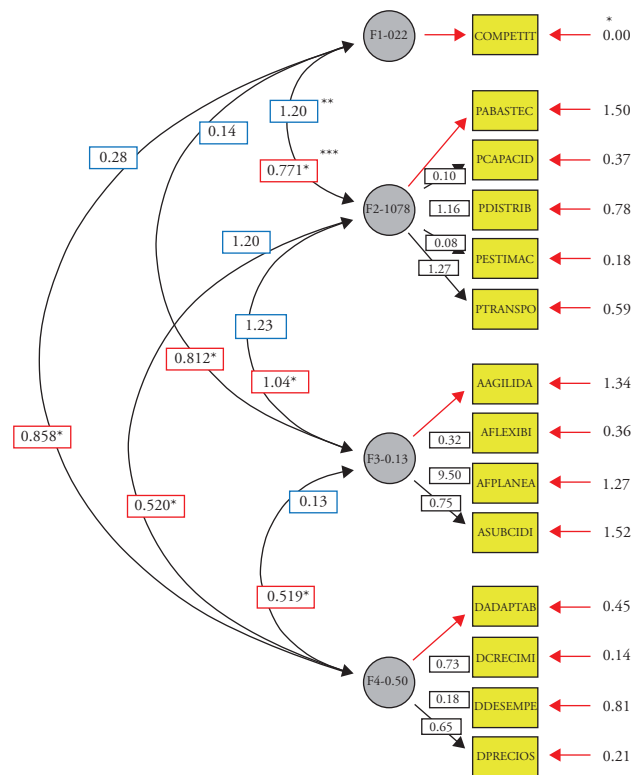 *
F1-022 COMPETIT 0.00
PABASTEC 1.50
1.20 **
0.28 0.14
PCAPACID 0.37
***
0.771* 0.10
F2-1078 1.16 PDISTRIB 0.78
1.20 0.08 PESTIMAC 0.18
1.27
PTRANSPO 0.59
1.23
0.812*
1.04* AAGILIDA 1.34
0.858* 0.32 AFLEXIBI 0.36
F3-0.13
9.50 AFPLANEA 1.27
0.520* 0.13 0.75
ASUBCIDI 1.52
0.519*
DADAPTAB 0.45
0.73 DCRECIMI 0.14
F4-0.50
0.18 DDESEMPE 0.81
0.65
DPRECIOS 0.21